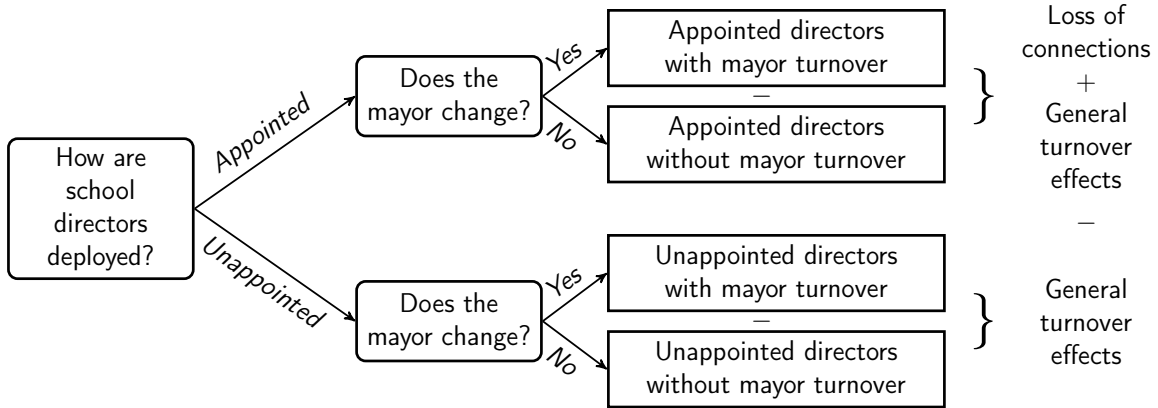 How are
school
directors
deployed?
Appointed
Unappointed
Does the
mayor change?
Yes
No
Appointed directors
with mayor turnover
−
Appointed directors
without mayor turnover
}
Loss of
connections
+
General
turnover
effects
−
Does the
mayor change?
Yes
No
Unappointed directors
with mayor turnover
−
Unappointed directors
without mayor turnover
}
General
turnover
effects